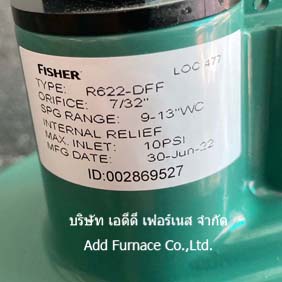 FISHER LOC 477
TYPE: R622-DFF
ORIFICE: 7/32"
SPG RANGE: 9-13"WC
INTERNAL RELIEF
MAX. INLET: 10PSI
MFG DATE: 30-Jun-22
ID:002869527
บริษัท เอดีดี เฟอร์เนส จำกัด
Add Furnace Co.,Ltd.